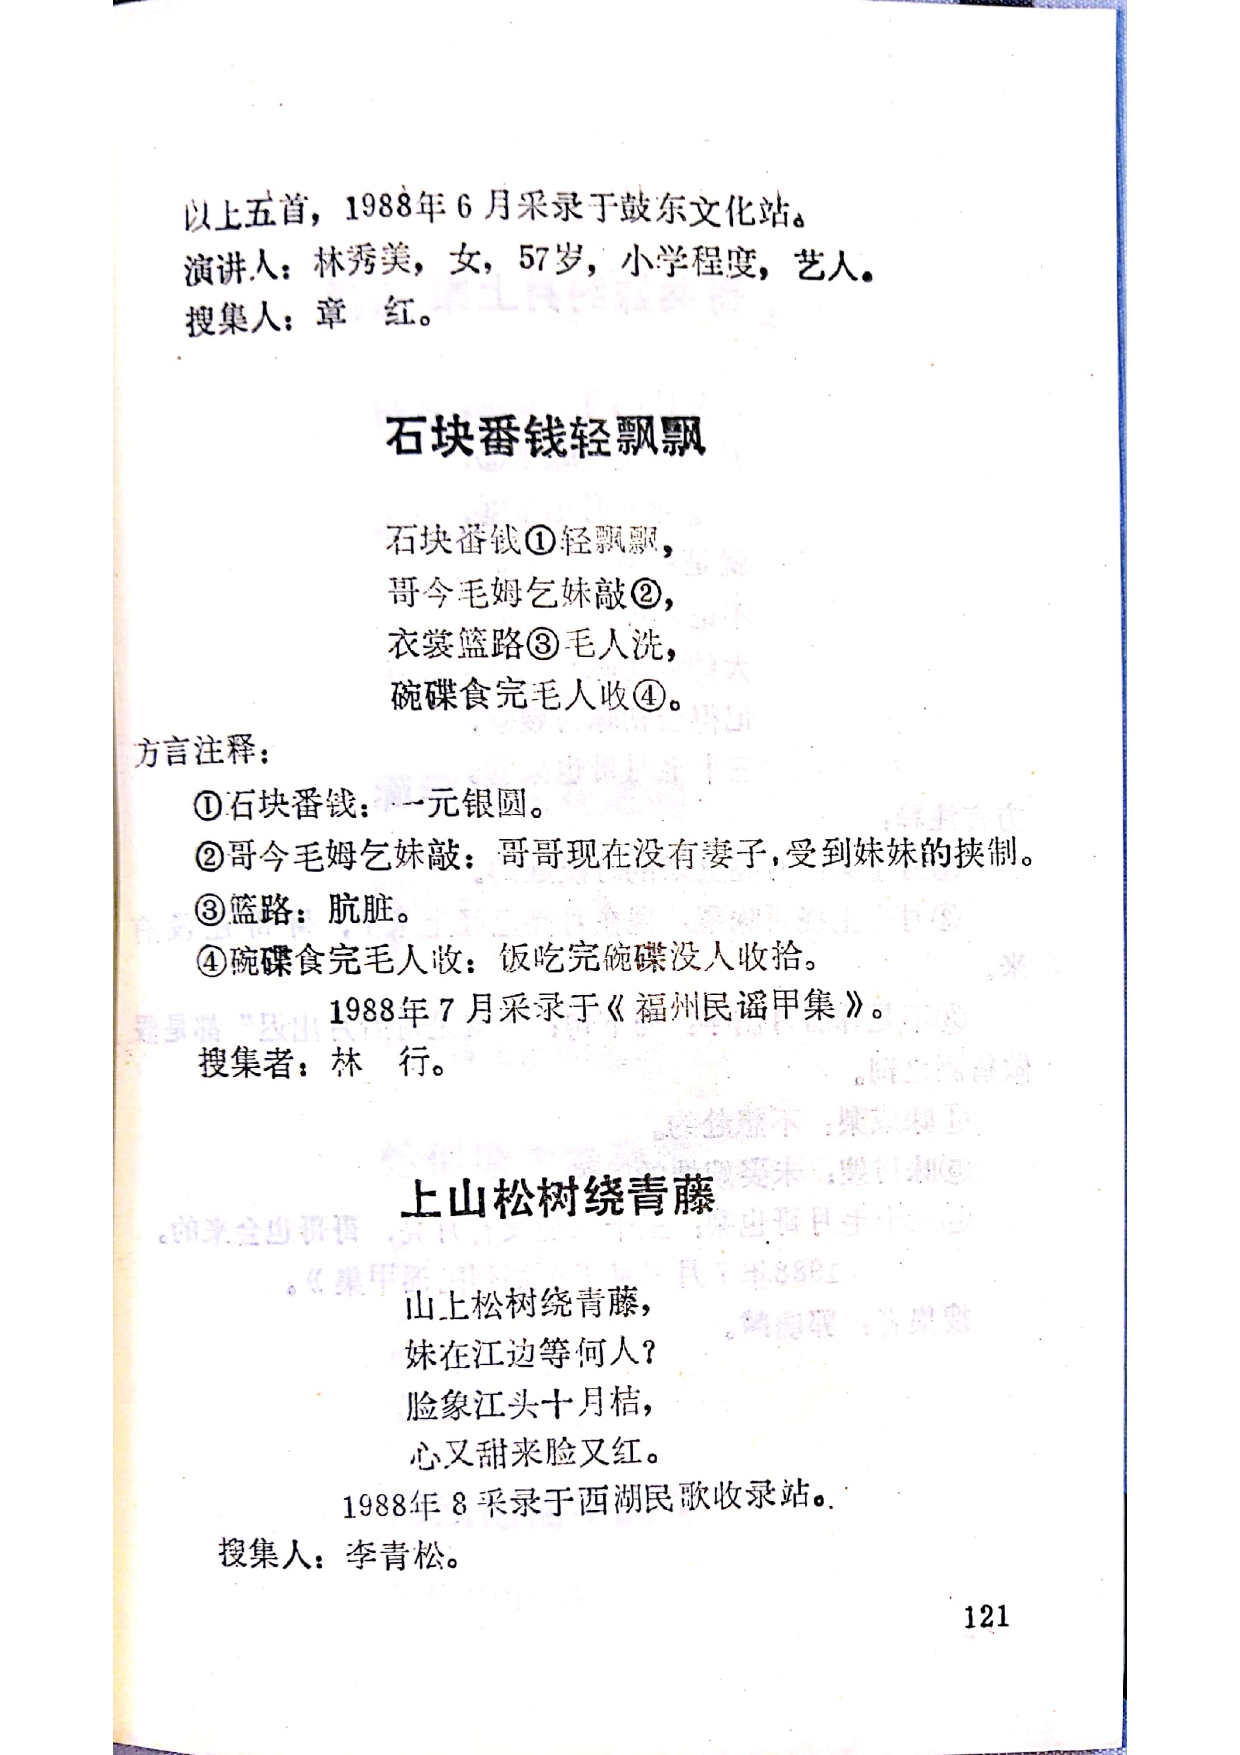 以上五首，1988年6月采录于鼓东文化站。
演讲人：林秀美，女，57岁，小学程度，艺人。
搜集人：章　红。
石块番钱轻飘飘
石块番钱①轻飘飘，
哥今毛姆乞妹敲②，
衣裳篮路③毛人洗，
碗碟食完毛人收④。
方言注释：
①石块番钱：一元银圆。
②哥今毛姆乞妹敲：哥哥现在没有妻子，受到妹妹的挟制。
③篮路：肮脏。
④碗碟食完毛人收：饭吃完碗碟没人收拾。
1988年7月采录于《福州民谣甲集》。
搜集者：林　行。
上山松树绕青藤
山上松树绕青藤，
妹在江边等何人？
脸象江头十月桔，
心又甜来脸又红。
1988年8采录于西湖民歌收录站。
搜集人：李青松。
121